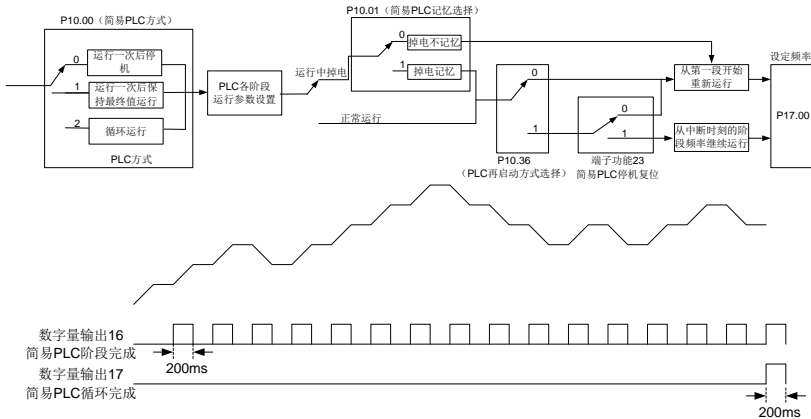 P10.00（简易PLC方式）
0
运行一次后停
机
1
运行一次后保
持最终值运行
2
循环运行
PLC方式
PLC各阶段
运行参数设置
运行中掉电
P10.01（简易PLC记忆选择）
0
掉电不记忆
1
掉电记忆
正常运行
0
1
P10.36
（PLC再启动方式选择）
0
1
端子功能23
简易PLC停机复位
从第一段开始
重新运行
从中断时刻的阶
段频率继续运行
设定频率
P17.00
数字量输出16
简易PLC阶段完成
200ms
数字量输出17
简易PLC循环完成
200ms